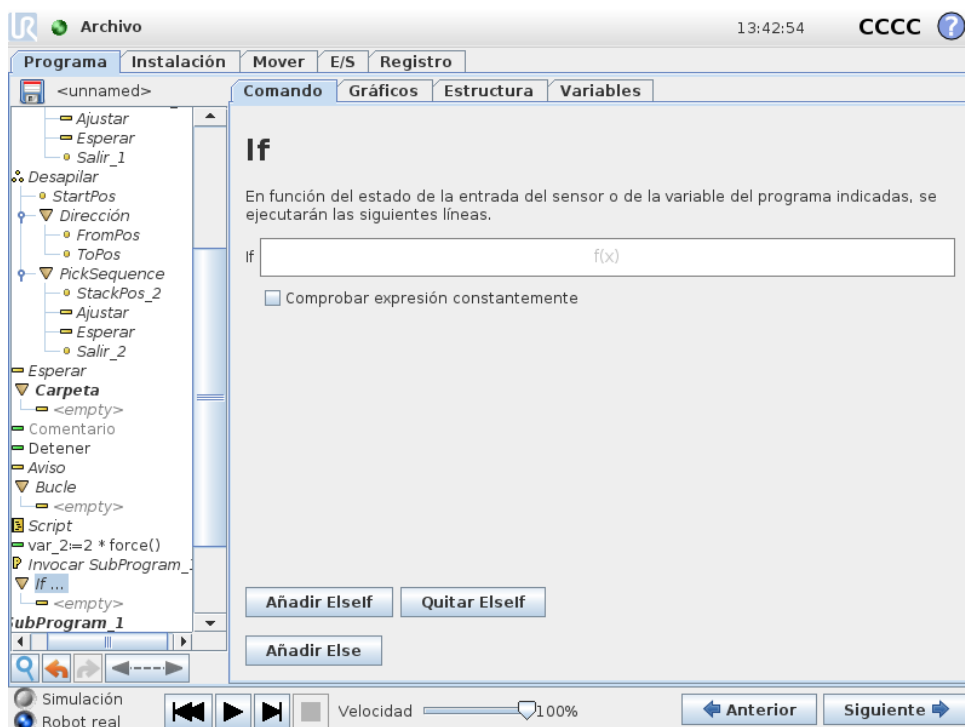 UR Archivo 13:42:54 CCCC ?
Programa Instalación Mover E/S Registro
<unnamed> Comando Gráficos Estructura Variables
Ajustar
Esperar
Salir_1
Desapilar
StartPos
Dirección
FromPos
ToPos
PickSequence
StackPos_2
Ajustar
Esperar
Salir_2
Esperar
Carpeta
<empty>
Comentario
Detener
Aviso
Bucle
<empty>
Script
var_2:=2 * force()
Invocar SubProgram_1
If ...
<empty>
SubProgram_1
If
En función del estado de la entrada del sensor o de la variable del programa indicadas, se
ejecutarán las siguientes líneas.
If f(x)
Comprobar expresión constantemente
Añadir ElseIf Quitar ElseIf
Añadir Else
Simulación
Robot real
Velocidad 100%
Anterior Siguiente